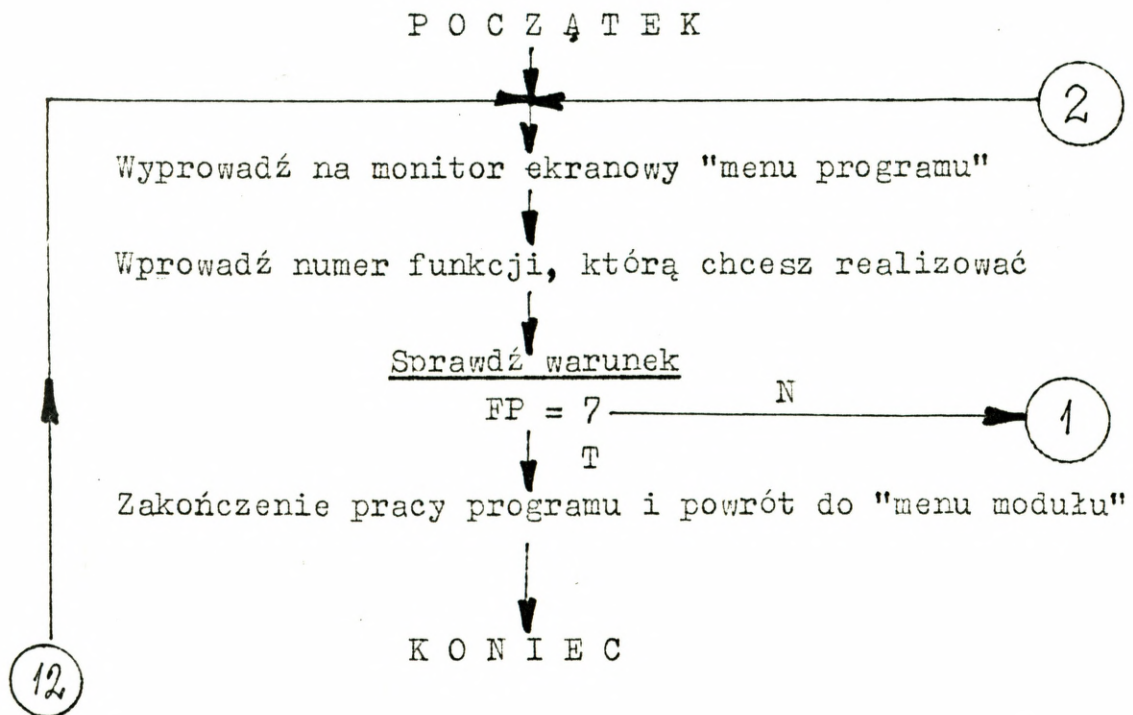 P O C Z Ą T E K
2
Wyprowadź na monitor ekranowy "menu programu"
Wprowadź numer funkcji, którą chcesz realizować
Sprawdź warunek
FP = 7
N
1
T
Zakończenie pracy programu i powrót do "menu modułu"
K O N I E C
12